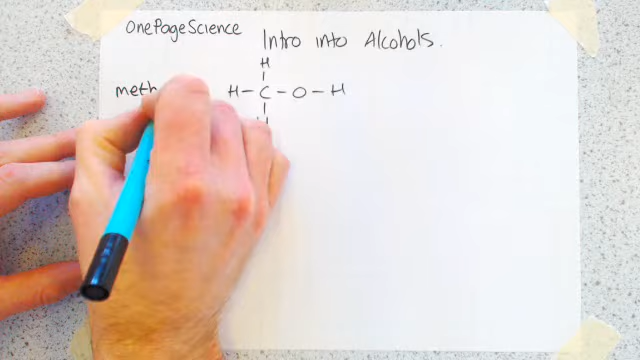 OnePageScience
Intro into Alcohols.
H
meth H-C-O-H
H